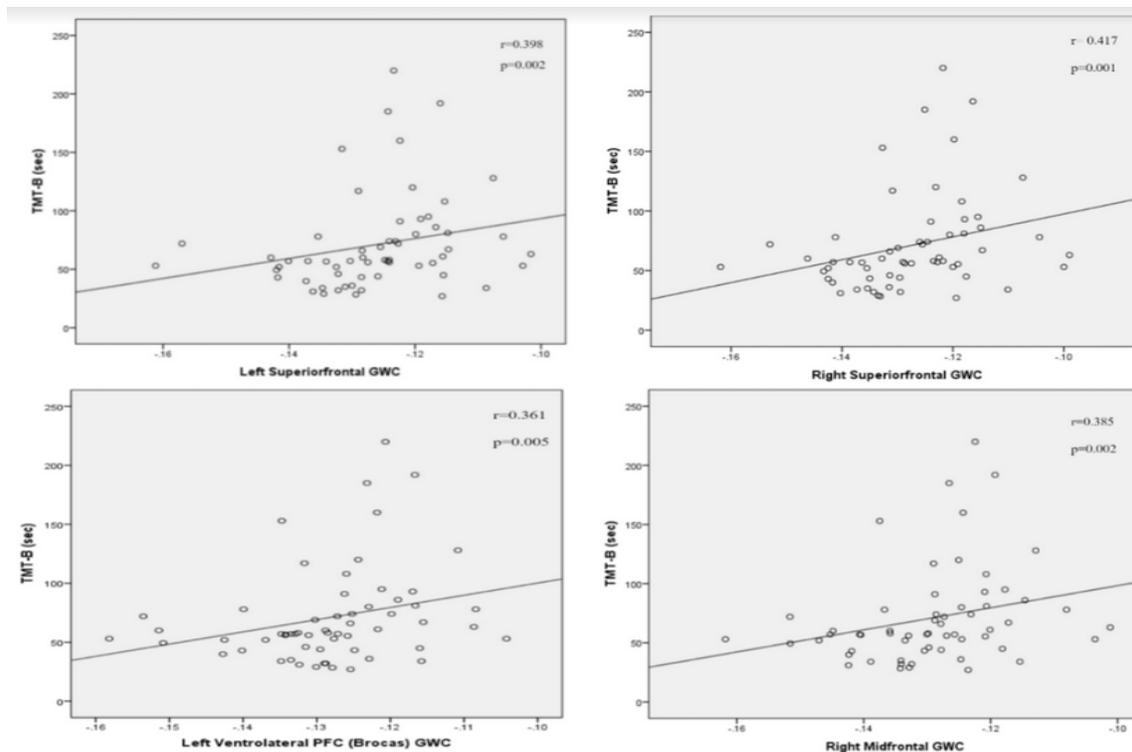 r=0.398
p=0.002
TMT-B (sec)
250
200
150
100
50
0
-.16 -.14 -.12 -.10
Left Superiorfrontal GWC
r= 0.417
p=0.001
TMT-B (sec)
250
200
150
100
50
0
-.16 -.14 -.13 -.12 -.10
Right Superiorfrontal GWC
r=0.361
p=0.005
TMT-B (sec)
250
200
150
100
50
0
-.16 -.15 -.14 -.13 -.12 -.11 -.10
Left Ventrolateral PFC (Brocas) GWC
r=0.385
p=0.002
TMT-B (sec)
250
200
150
100
50
0
-.16 -.14 -.12 -.10
Right Midfrontal GWC